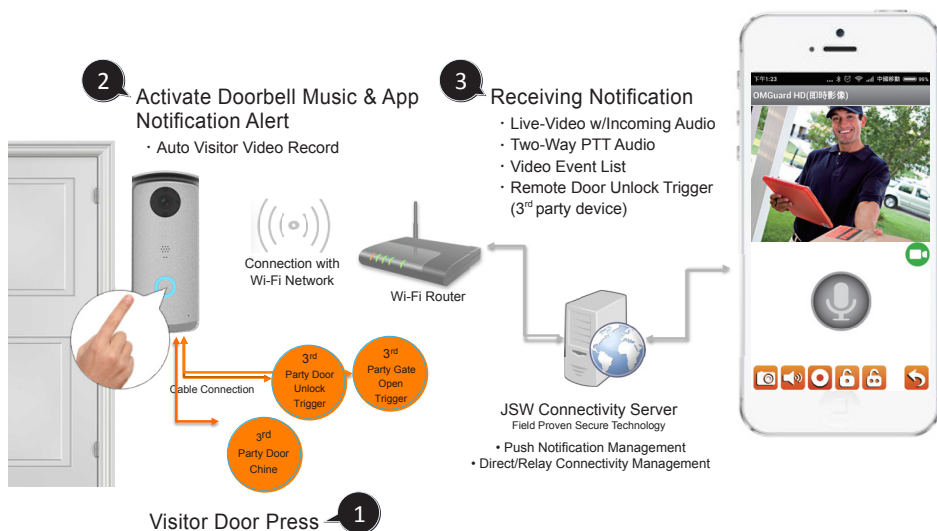 2
Activate Doorbell Music & App
Notification Alert
· Auto Visitor Video Record
3
Receiving Notification
· Live-Video w/Incoming Audio
· Two-Way PTT Audio
· Video Event List
· Remote Door Unlock Trigger
(3rd party device)
Connection with
Wi-Fi Network
Wi-Fi Router
Cable Connection
3rd
Party Door
Unlock
Trigger
3rd
Party Gate
Open
Trigger
3rd
Party Door
Chine
JSW Connectivity Server
Field Proven Secure Technology
• Push Notification Management
• Direct/Relay Connectivity Management
Visitor Door Press
1
下午1:23 ... 中國移動 99%
OMGuard HD(即時影像)